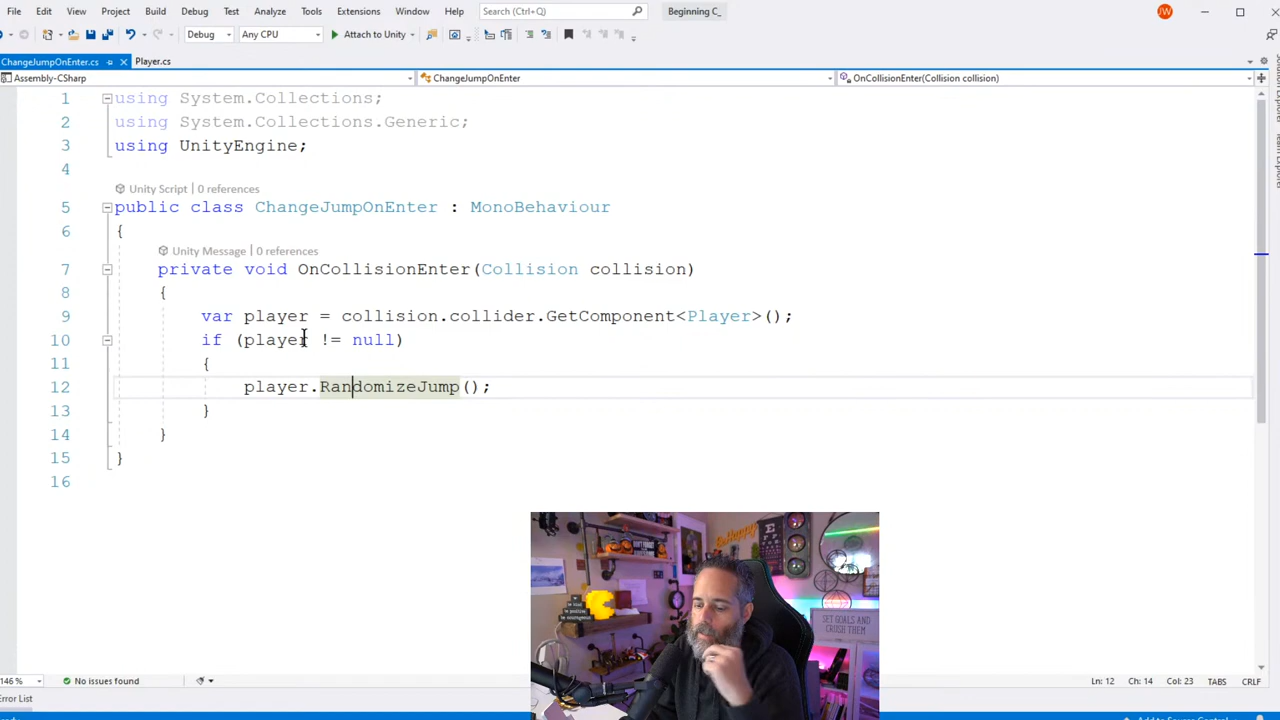 File Edit View Project Build Debug Test Analyze Tools Extensions Window Help Search (Ctrl+Q) Beginning C_ JW
Debug Any CPU Attach to Unity
ChangeJumpOnEnter.cs Player.cs
Assembly-CSharp ChangeJumpOnEnter OnCollisionEnter(Collision collision)
1 using System.Collections;
2 using System.Collections.Generic;
3 using UnityEngine;
4
Unity Script | 0 references
5 public class ChangeJumpOnEnter : MonoBehaviour
6 {
Unity Message | 0 references
7 private void OnCollisionEnter(Collision collision)
8 {
9 var player = collision.collider.GetComponent<Player>();
10 if (player != null)
11 {
12 player.RandomizeJump();
13 }
14 }
15 }
16
BeHappy
SET GOALS AND
CRUSH THEM
146 % No issues found Ln: 12 Ch: 14 Col: 23 TABS CRLF
Error List